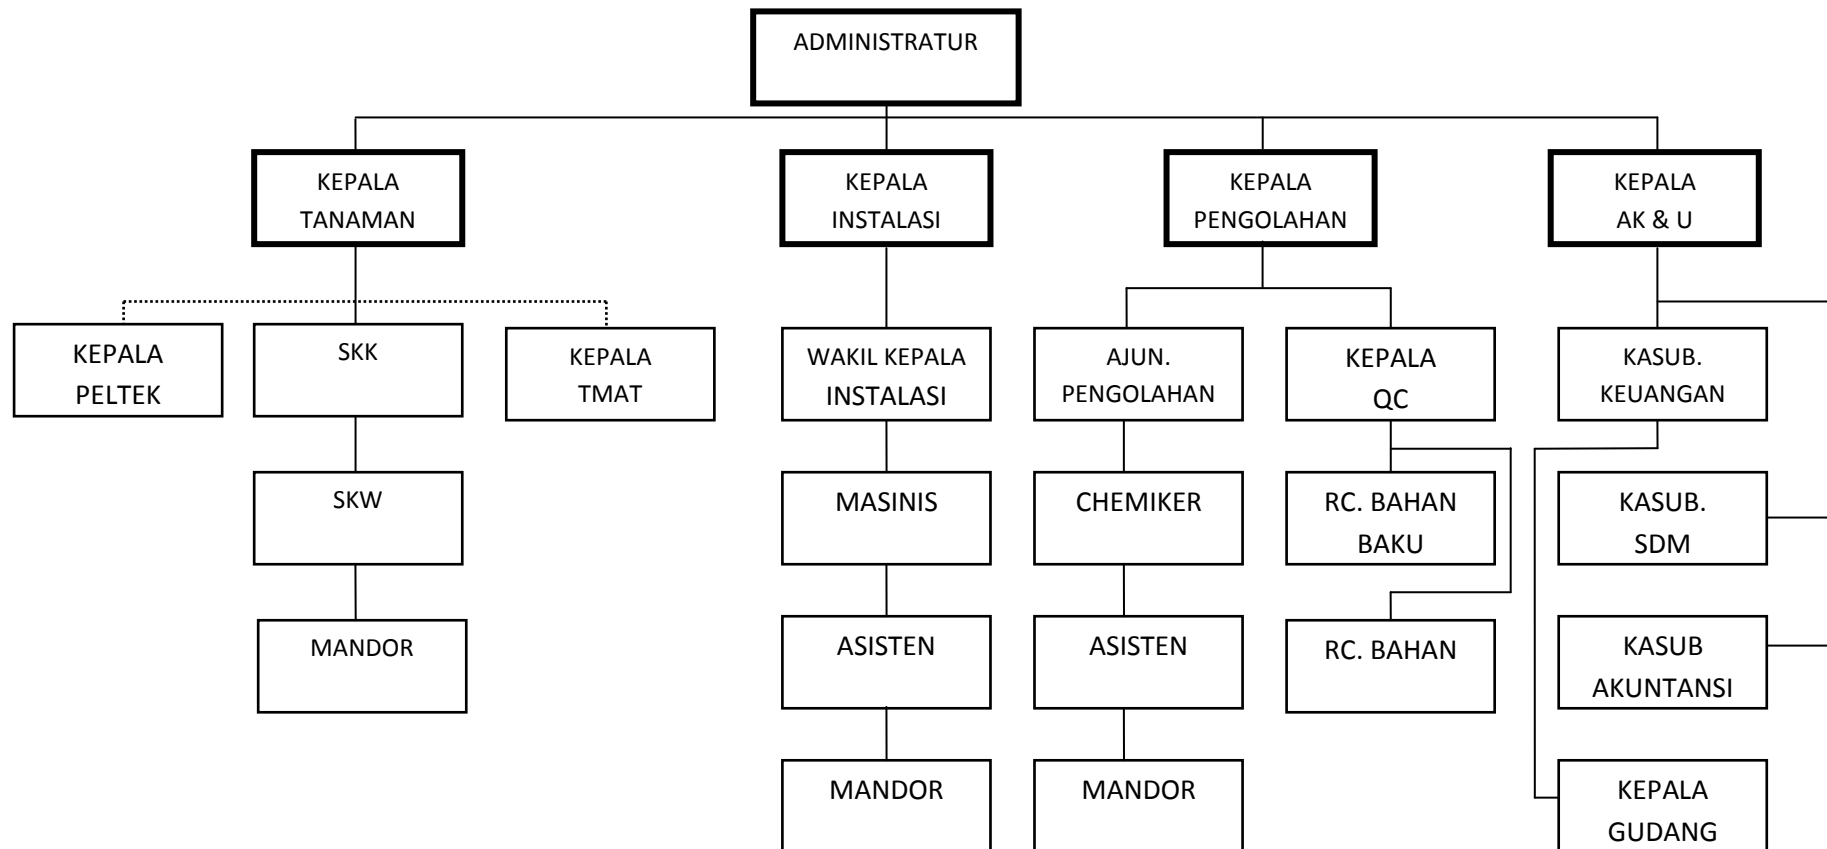 ADMINISTRATUR
KEPALA
TANAMAN
KEPALA
INSTALASI
KEPALA
PENGOLAHAN
KEPALA
AK & U
KEPALA
PELTEK
SKK
KEPALA
TMAT
WAKIL KEPALA
INSTALASI
AJUN.
PENGOLAHAN
KEPALA
QC
KASUB.
KEUANGAN
SKW
MASINIS
CHEMIKER
RC. BAHAN
BAKU
KASUB.
SDM
MANDOR
ASISTEN
ASISTEN
RC. BAHAN
KASUB
AKUNTANSI
MANDOR
MANDOR
KEPALA
GUDANG